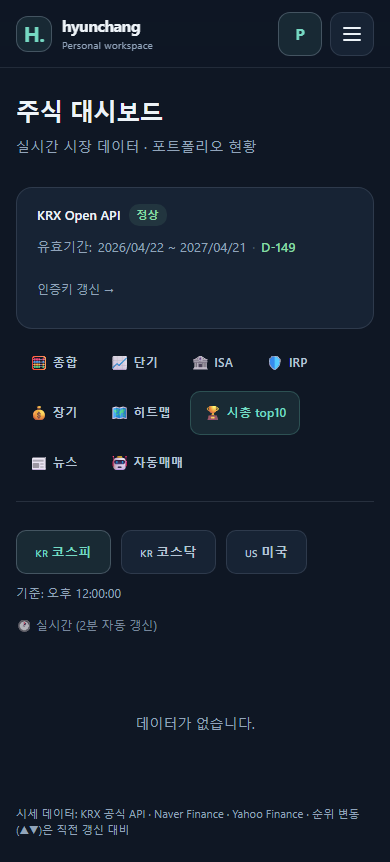 H.
hyunchang
Personal workspace
P
주식 대시보드
실시간 시장 데이터 · 포트폴리오 현황
KRX Open API 정상
유효기간: 2026/04/22 ~ 2027/04/21 · D-149
인증키 갱신 →
종합 단기 ISA IRP
장기 히트맵 시총 top10
뉴스 자동매매
KR 코스피 KR 코스닥 US 미국
기준: 오후 12:00:00
실시간 (2분 자동 갱신)
데이터가 없습니다.
시세 데이터: KRX 공식 API · Naver Finance · Yahoo Finance · 순위 변동
(▲▼)은 직전 갱신 대비